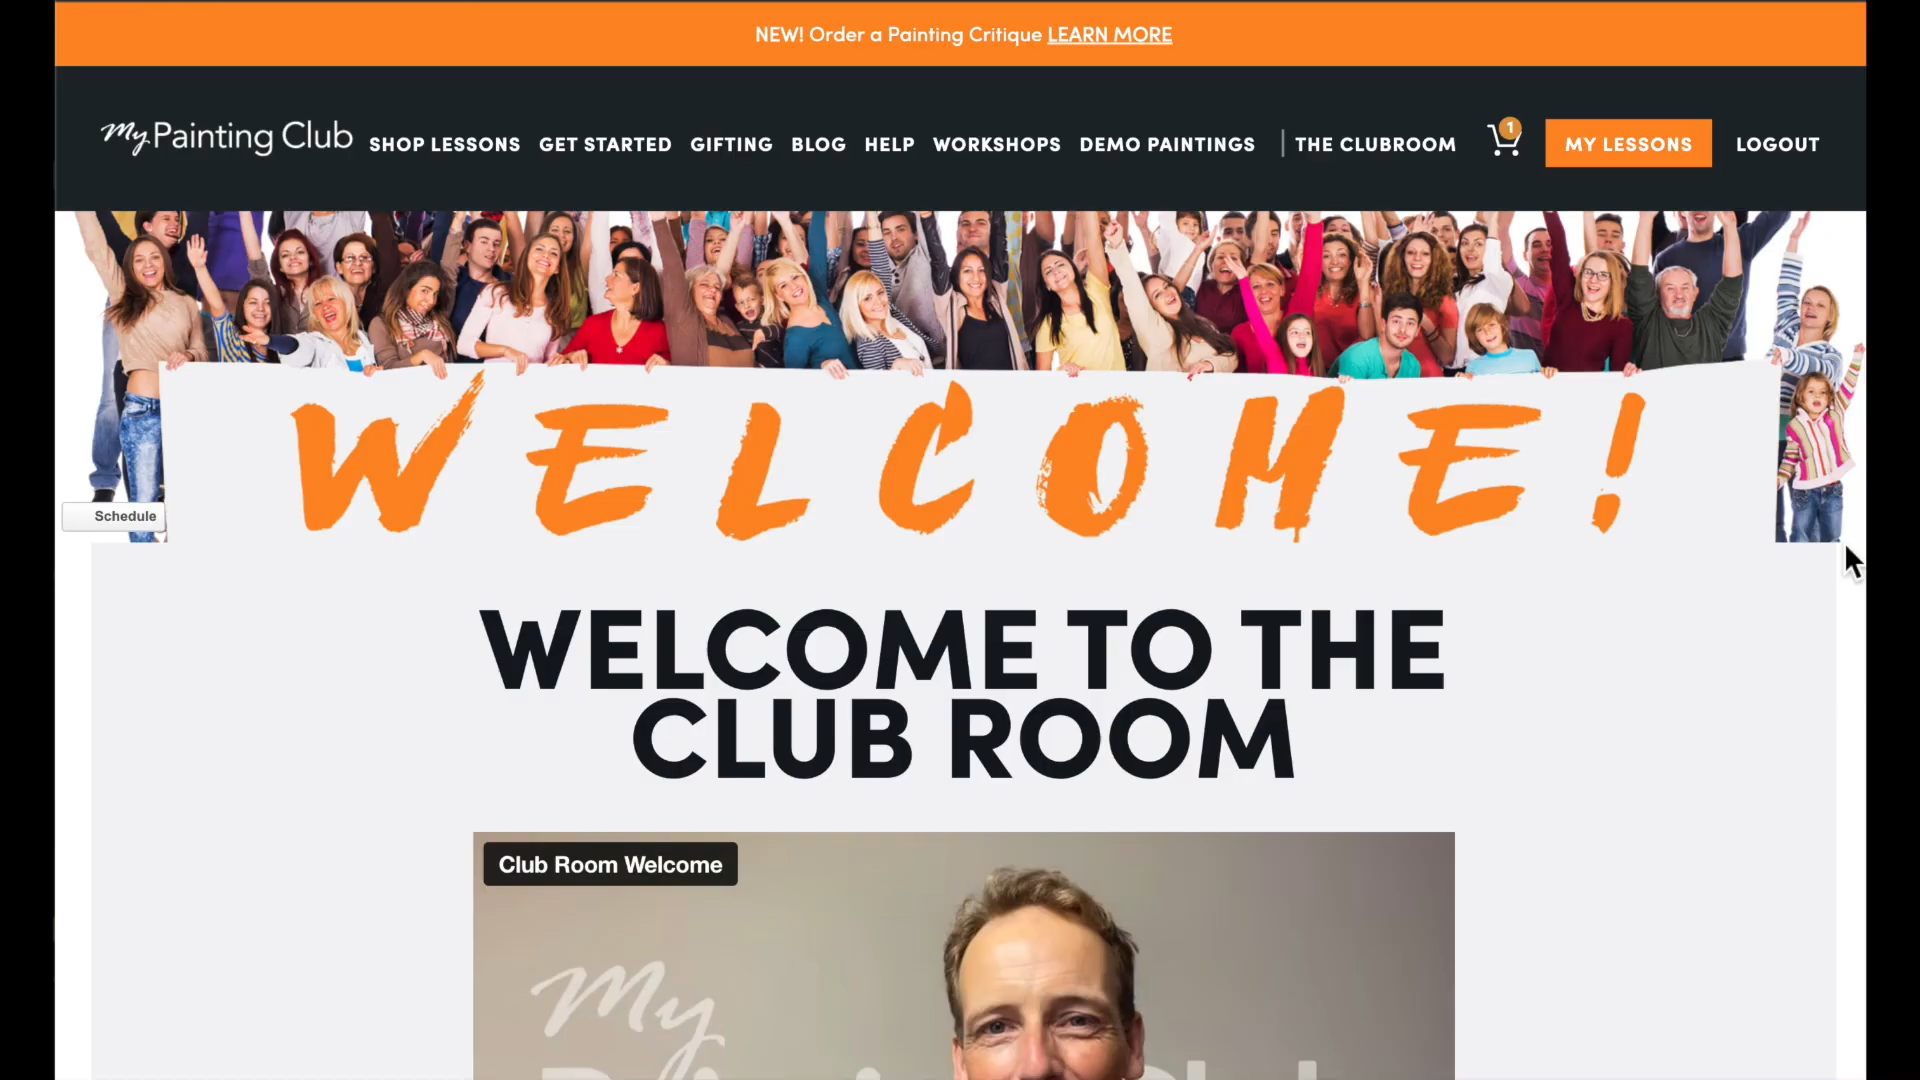 NEW! Order a Painting Critique LEARN MORE
My Painting Club SHOP LESSONS GET STARTED GIFTING BLOG HELP WORKSHOPS DEMO PAINTINGS THE CLUBROOM 1 MY LESSONS LOGOUT
WELCOME!
Schedule
WELCOME TO THE
CLUB ROOM
Club Room Welcome
My